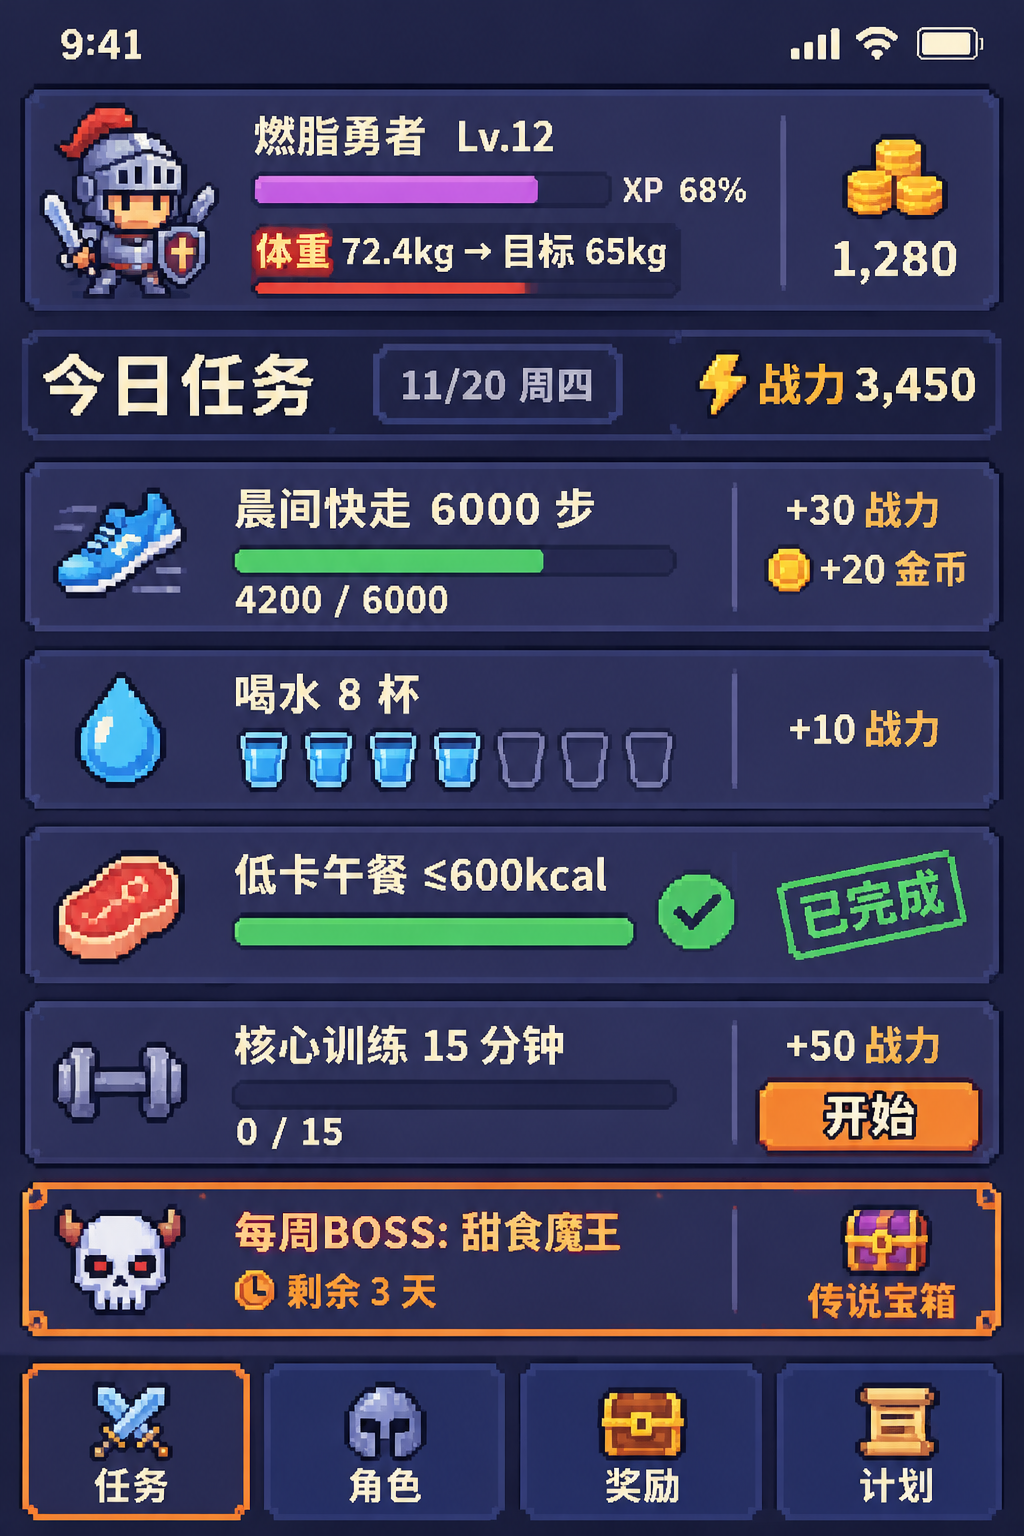 9:41
燃脂勇者 Lv.12
XP 68%
体重 72.4kg → 目标 65kg
1,280
今日任务
11/20 周四
战力 3,450
晨间快走 6000 步
4200 / 6000
+30 战力
+20 金币
喝水 8 杯
+10 战力
低卡午餐 ≤600kcal
已完成
核心训练 15 分钟
0 / 15
+50 战力
开始
每周BOSS: 甜食魔王
剩余 3 天
传说宝箱
任务
角色
奖励
计划